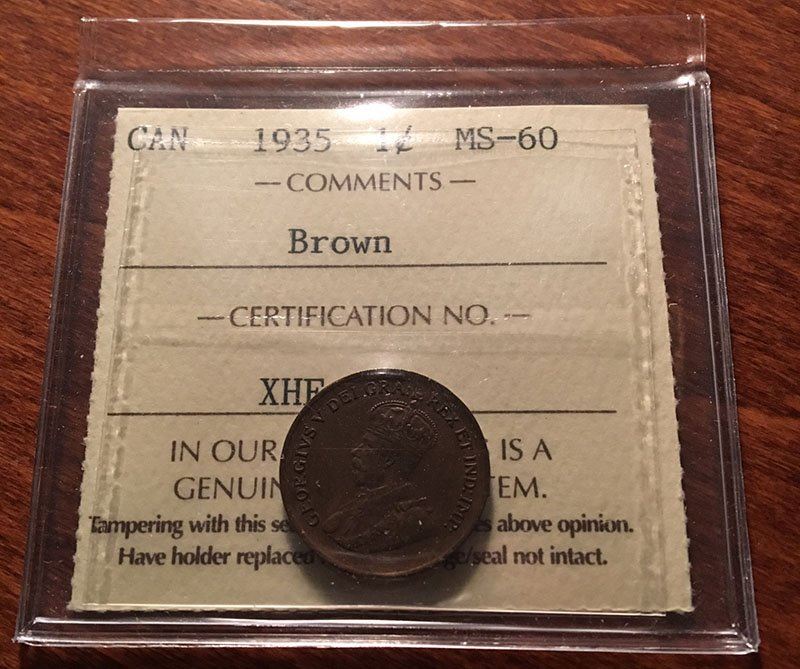 CAN 1935 1¢ MS-60
— COMMENTS —
Brown
— CERTIFICATION NO. —
XHF
IN OUR IS A
GENUIN TEM.
Tampering with this se s above opinion.
Have holder replaced ge/seal not intact.
GEORGIVS V DEI GRA: REX ET IND: IMP: